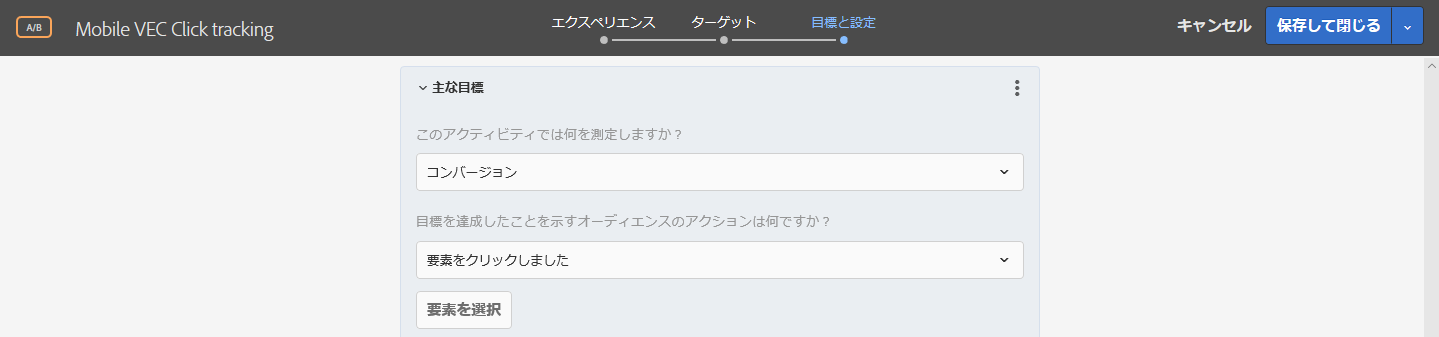 A/B
Mobile VEC Click tracking
エクスペリエンス
ターゲット
目標と設定
キャンセル
保存して閉じる
主な目標
このアクティビティでは何を測定しますか？
コンバージョン
目標を達成したことを示すオーディエンスのアクションは何ですか？
要素をクリックしました
要素を選択